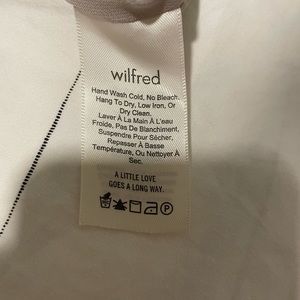 wilfred
Hand Wash Cold, No Bleach,
Hang To Dry, Low Iron, Or
Dry Clean.
Laver À La Main À L'eau
Froide, Pas De Blanchiment,
Suspendre Pour Sécher,
Repasser À Basse
Température, Ou Nettoyer À
Sec.
A LITTLE LOVE
GOES A LONG WAY.